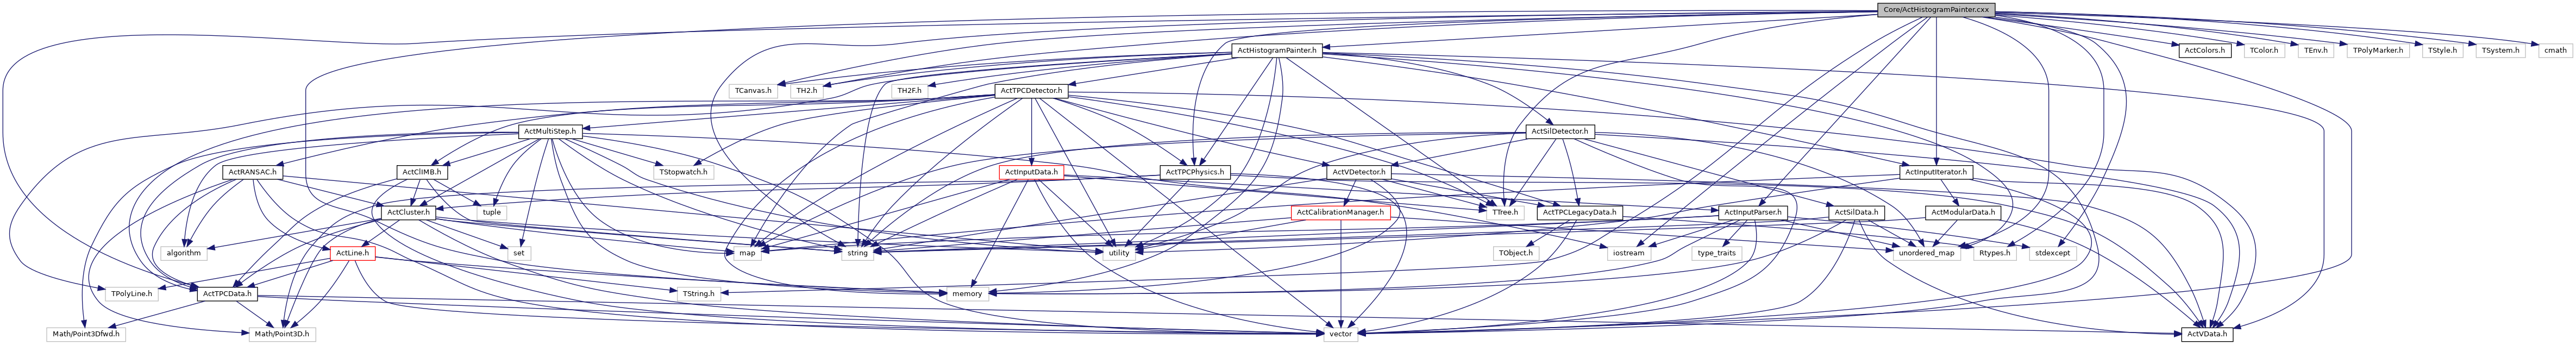 Core/ActHistogramPainter.cxx
ActHistogramPainter.h
ActColors.h
TColor.h
TEnv.h
TPolyMarker.h
TStyle.h
TSystem.h
cmath
TCanvas.h
TH2.h
TH2F.h
ActTPCDetector.h
ActMultiStep.h
ActSilDetector.h
ActRANSAC.h
ActClIMB.h
TStopwatch.h
ActInputData.h
ActTPCPhysics.h
ActVDetector.h
ActInputIterator.h
ActCluster.h
tuple
ActCalibrationManager.h
TTree.h
ActTPCLegacyData.h
ActInputParser.h
ActSilData.h
ActModularData.h
algorithm
ActLine.h
set
map
string
utility
TObject.h
iostream
type_traits
unordered_map
Rtypes.h
stdexcept
TPolyLine.h
ActTPCData.h
TString.h
memory
Math/Point3Dfwd.h
Math/Point3D.h
vector
ActVData.h